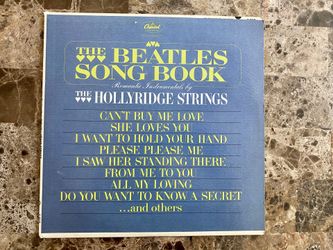 Capitol
THE BEATLES
SONG BOOK
Romantic Instrumentals by
THE HOLLYRIDGE STRINGS
CAN'T BUY ME LOVE
SHE LOVES YOU
I WANT TO HOLD YOUR HAND
PLEASE PLEASE ME
I SAW HER STANDING THERE
FROM ME TO YOU
ALL MY LOVING
DO YOU WANT TO KNOW A SECRET
...and others